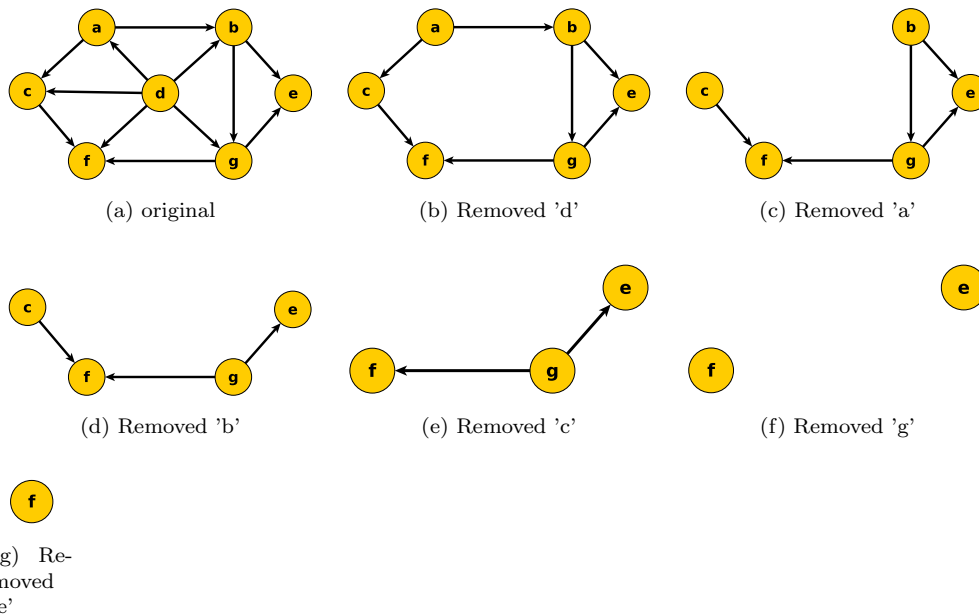 a b
c d e
f g
(a) original
a b
c e
f g
(b) Removed 'd'
b
c e
f g
(c) Removed 'a'
c e
f g
(d) Removed 'b'
e
f g
(e) Removed 'c'
e
f
(f) Removed 'g'
f
g) Re-
moved
e'